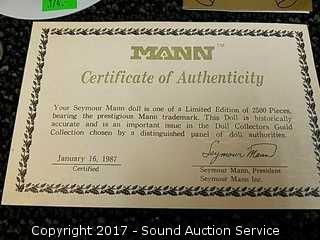 374.
MANN™
Certificate of Authenticity
Your Seymour Mann doll is one of a Limited Edition of 2500 Pieces,
bearing the prestigious Mann trademark. This Doll is historically
accurate and is an important issue in the Doll Collectors Guild
Collection chosen by a distinguished panel of doll authorities.
Seymour Mann
January 16, 1987
Certified
Seymour Mann, President
Seymour Mann Inc.
Copyright 2017 - Sound Auction Service